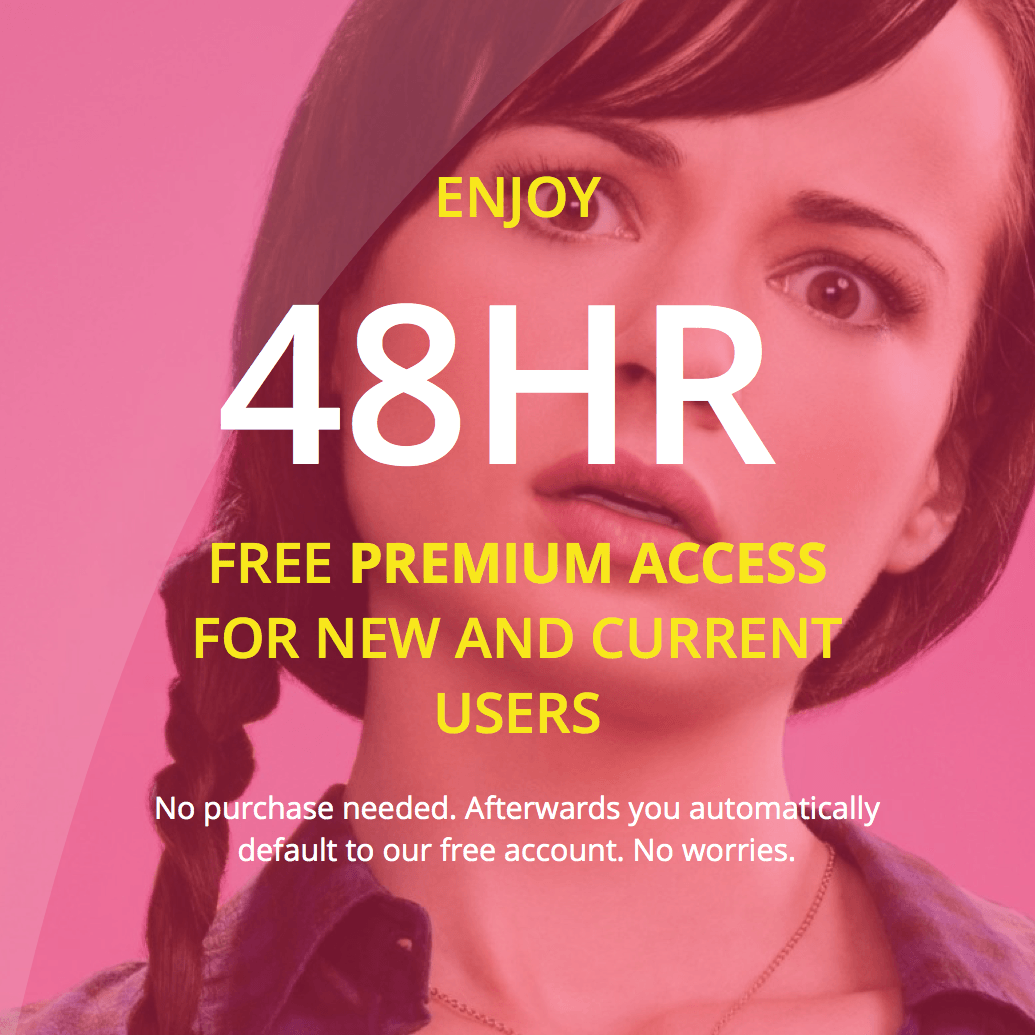 ENJOY
48HR
FREE PREMIUM ACCESS
FOR NEW AND CURRENT
USERS
No purchase needed. Afterwards you automatically
default to our free account. No worries.